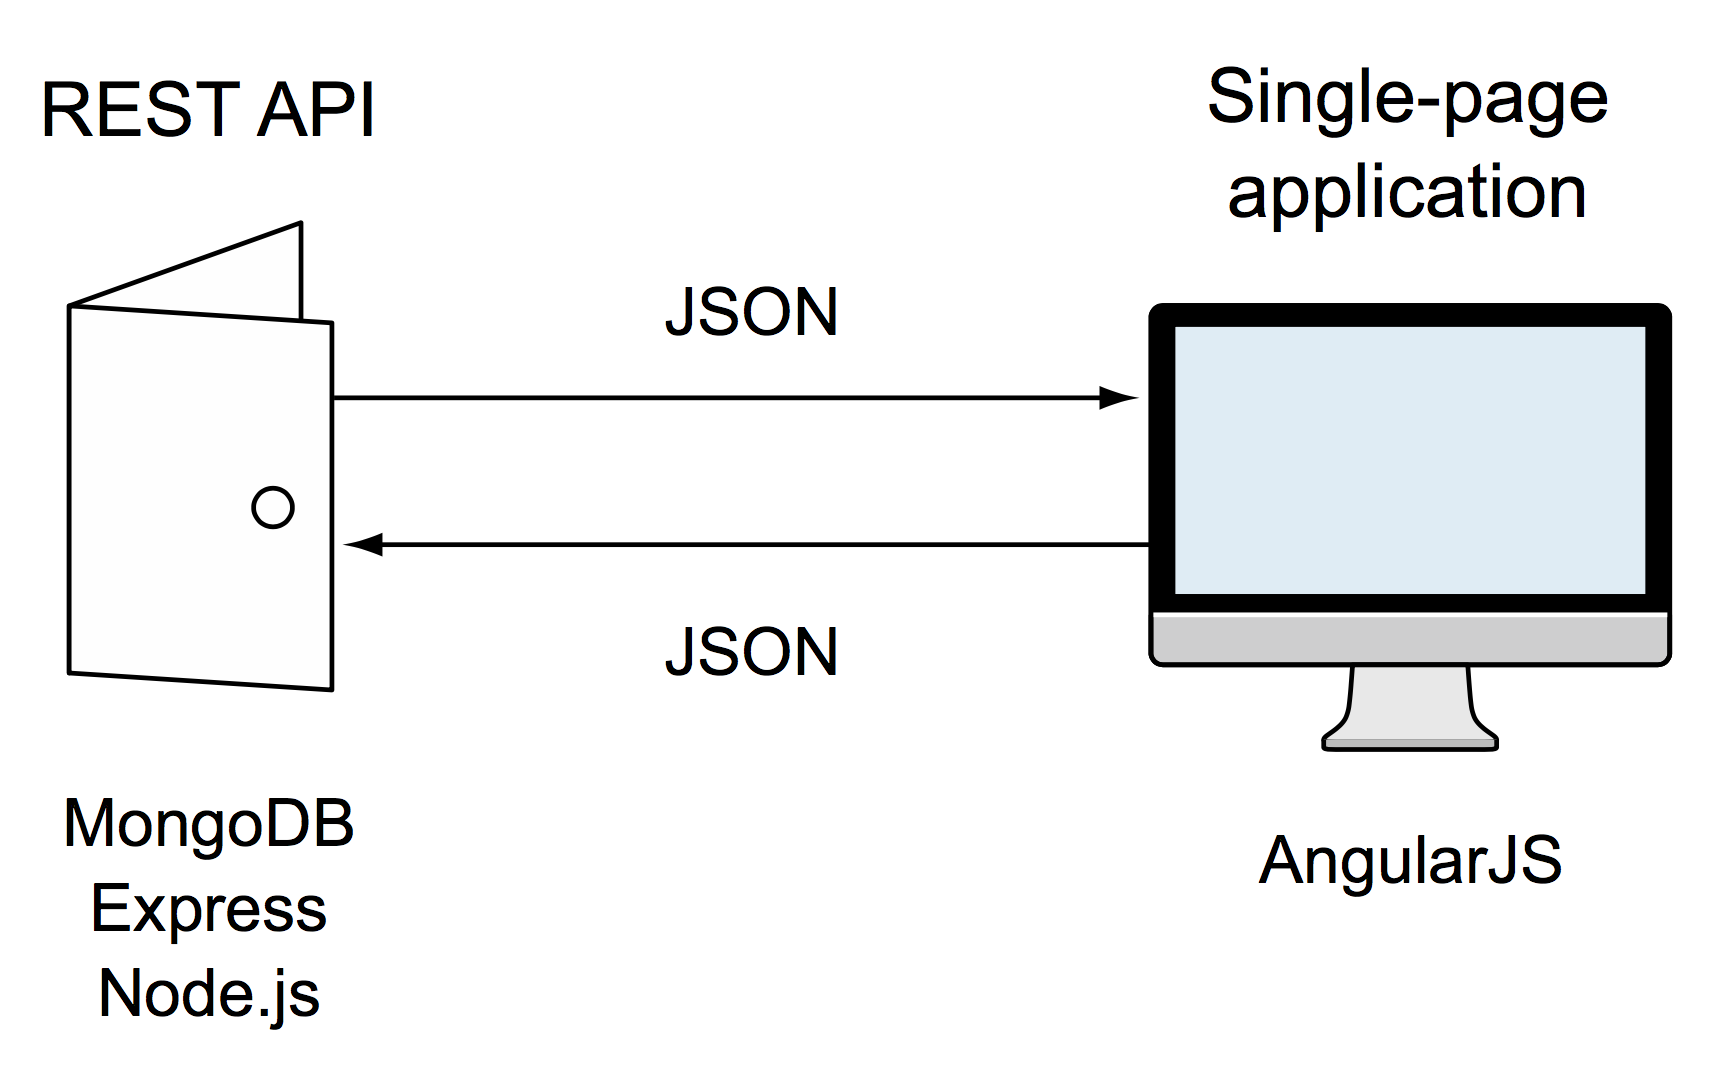 REST API
Single-page
application
JSON
JSON
MongoDB
Express
Node.js
AngularJS